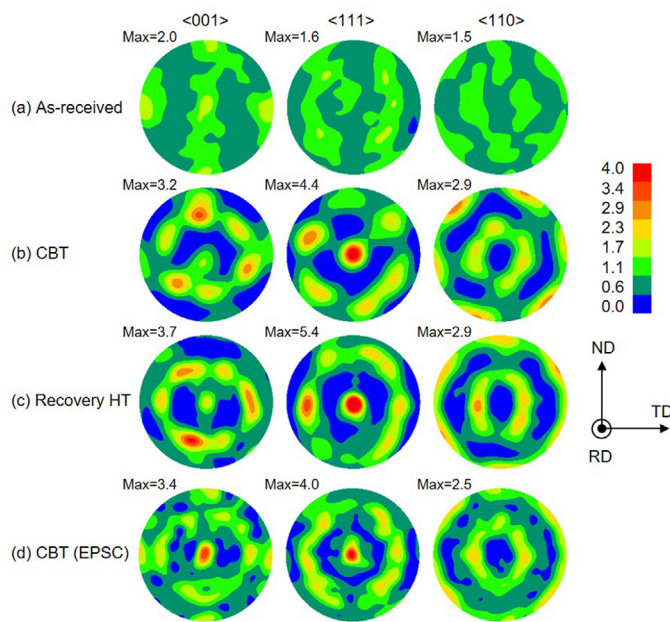 <001> <111> <110>
Max=2.0 Max=1.6 Max=1.5
(a) As-received
Max=3.2 Max=4.4 Max=2.9
(b) CBT
4.0
3.4
2.9
2.3
1.7
1.1
0.6
0.0
Max=3.7 Max=5.4 Max=2.9
(c) Recovery HT
ND
TD
RD
Max=3.4 Max=4.0 Max=2.5
(d) CBT (EPSC)